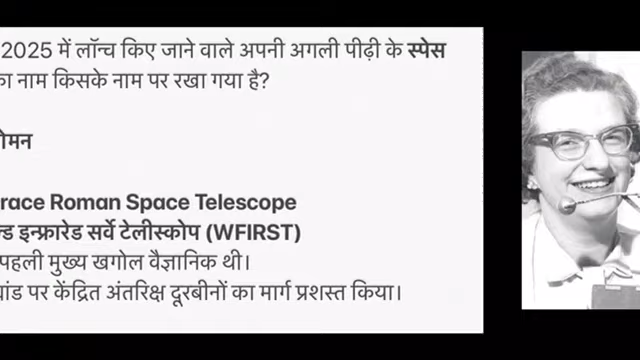 2025 में लॉन्च किए जाने वाले अपनी अगली पीढ़ी के स्पेस
का नाम किसके नाम पर रखा गया है?
रोमन
race Roman Space Telescope
इन्फ्रारेड सर्वे टेलीस्कोप (WFIRST)
पहली मुख्य खगोल वैज्ञानिक थी।
पर केंद्रित अंतरिक्ष दूरबीनों का मार्ग प्रशस्त किया।